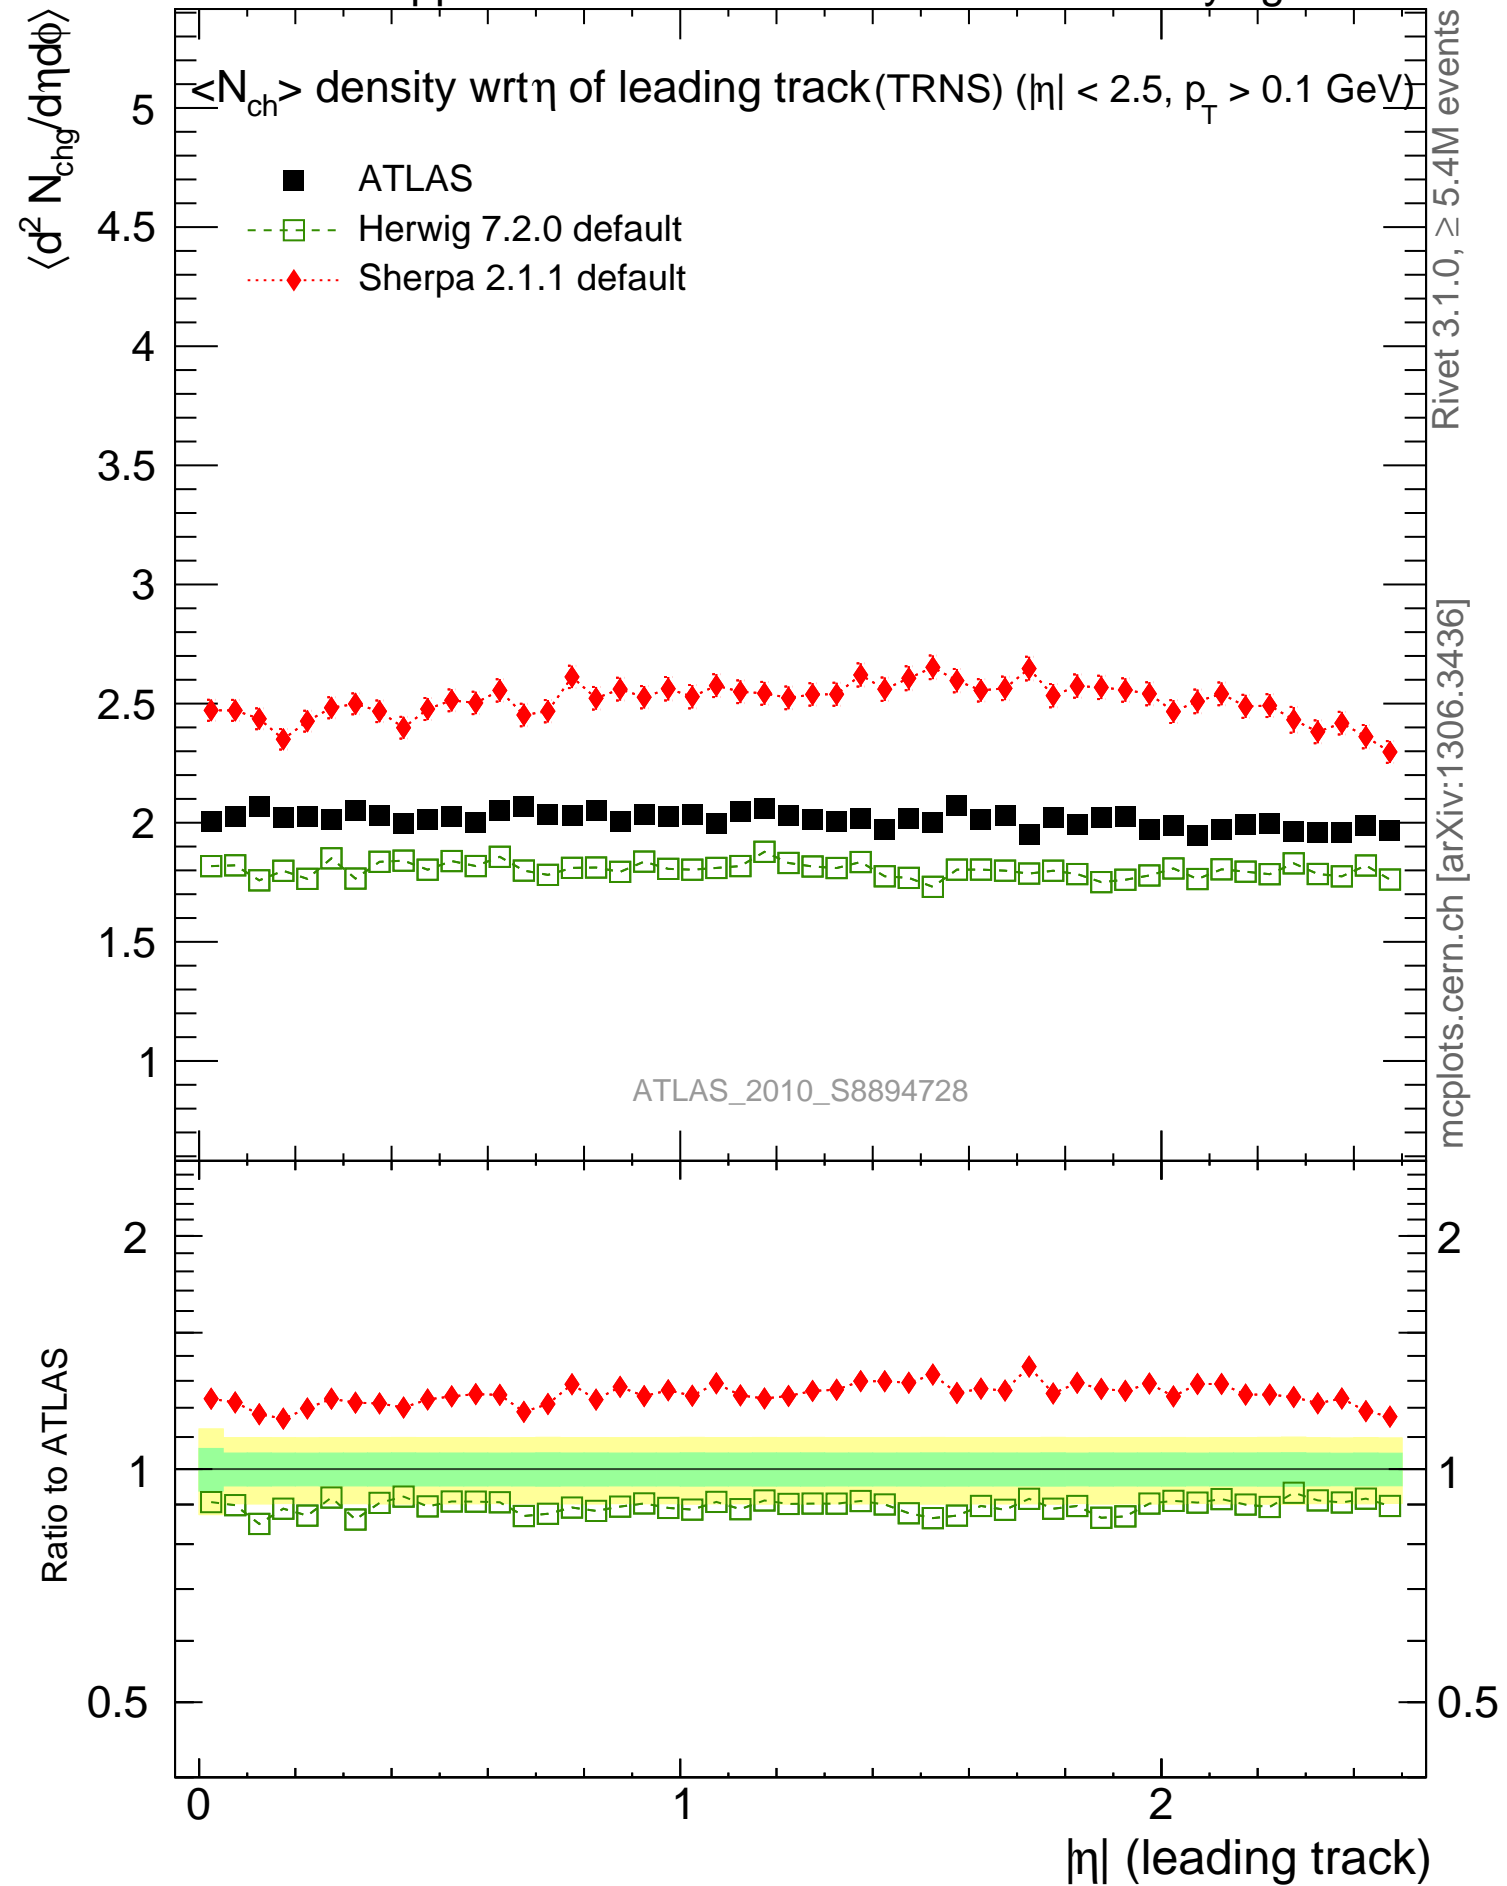 <N_ch> density wrt η of leading track (TRNS) (|η| < 2.5, p_T > 0.1 GeV)
⟨d² N_chg/dηdϕ⟩
ATLAS
Herwig 7.2.0 default
Sherpa 2.1.1 default
5
4.5
4
3.5
3
2.5
2
1.5
1
ATLAS_2010_S8894728
Rivet 3.1.0, ≥ 5.4M events
mcplots.cern.ch [arXiv:1306.3436]
Ratio to ATLAS
2
1
0.5
2
1
0.5
0 1 2
|η| (leading track)